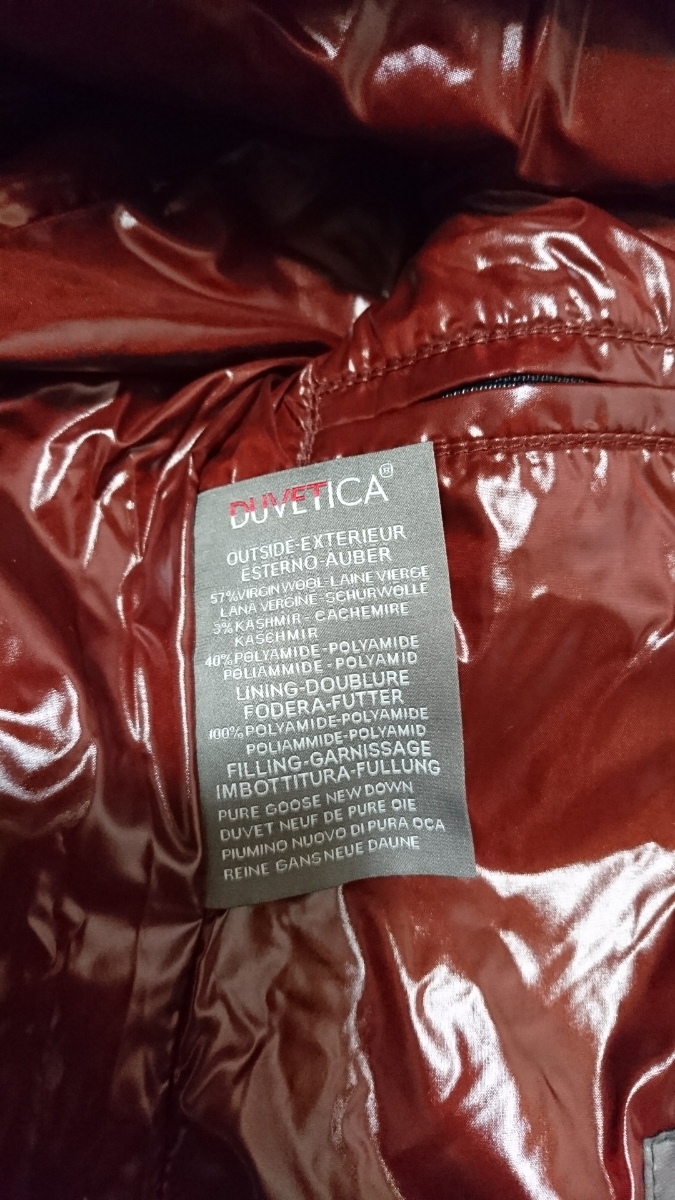 DUVETICA®
OUTSIDE-EXTERIEUR
ESTERNO-AUBER
57%VIRGIN WOOL-LAINE VIERGE
LANA VERGINE-SCHURWOLLE
3%KASHMIR-CACHEMIRE
KASCHMIR
40%POLYAMIDE-POLYAMIDE
POLIAMMIDE-POLYAMID
LINING-DOUBLURE
FODERA-FUTTER
100%POLYAMIDE-POLYAMIDE
POLIAMMIDE-POLYAMID
FILLING-GARNISSAGE
IMBOTTITURA-FULLUNG
PURE GOOSE NEW DOWN
DUVET NEUF DE PURE OIE
PIUMINO NUOVO DI PURA OCA
REINE GANSNEUE DAUNE